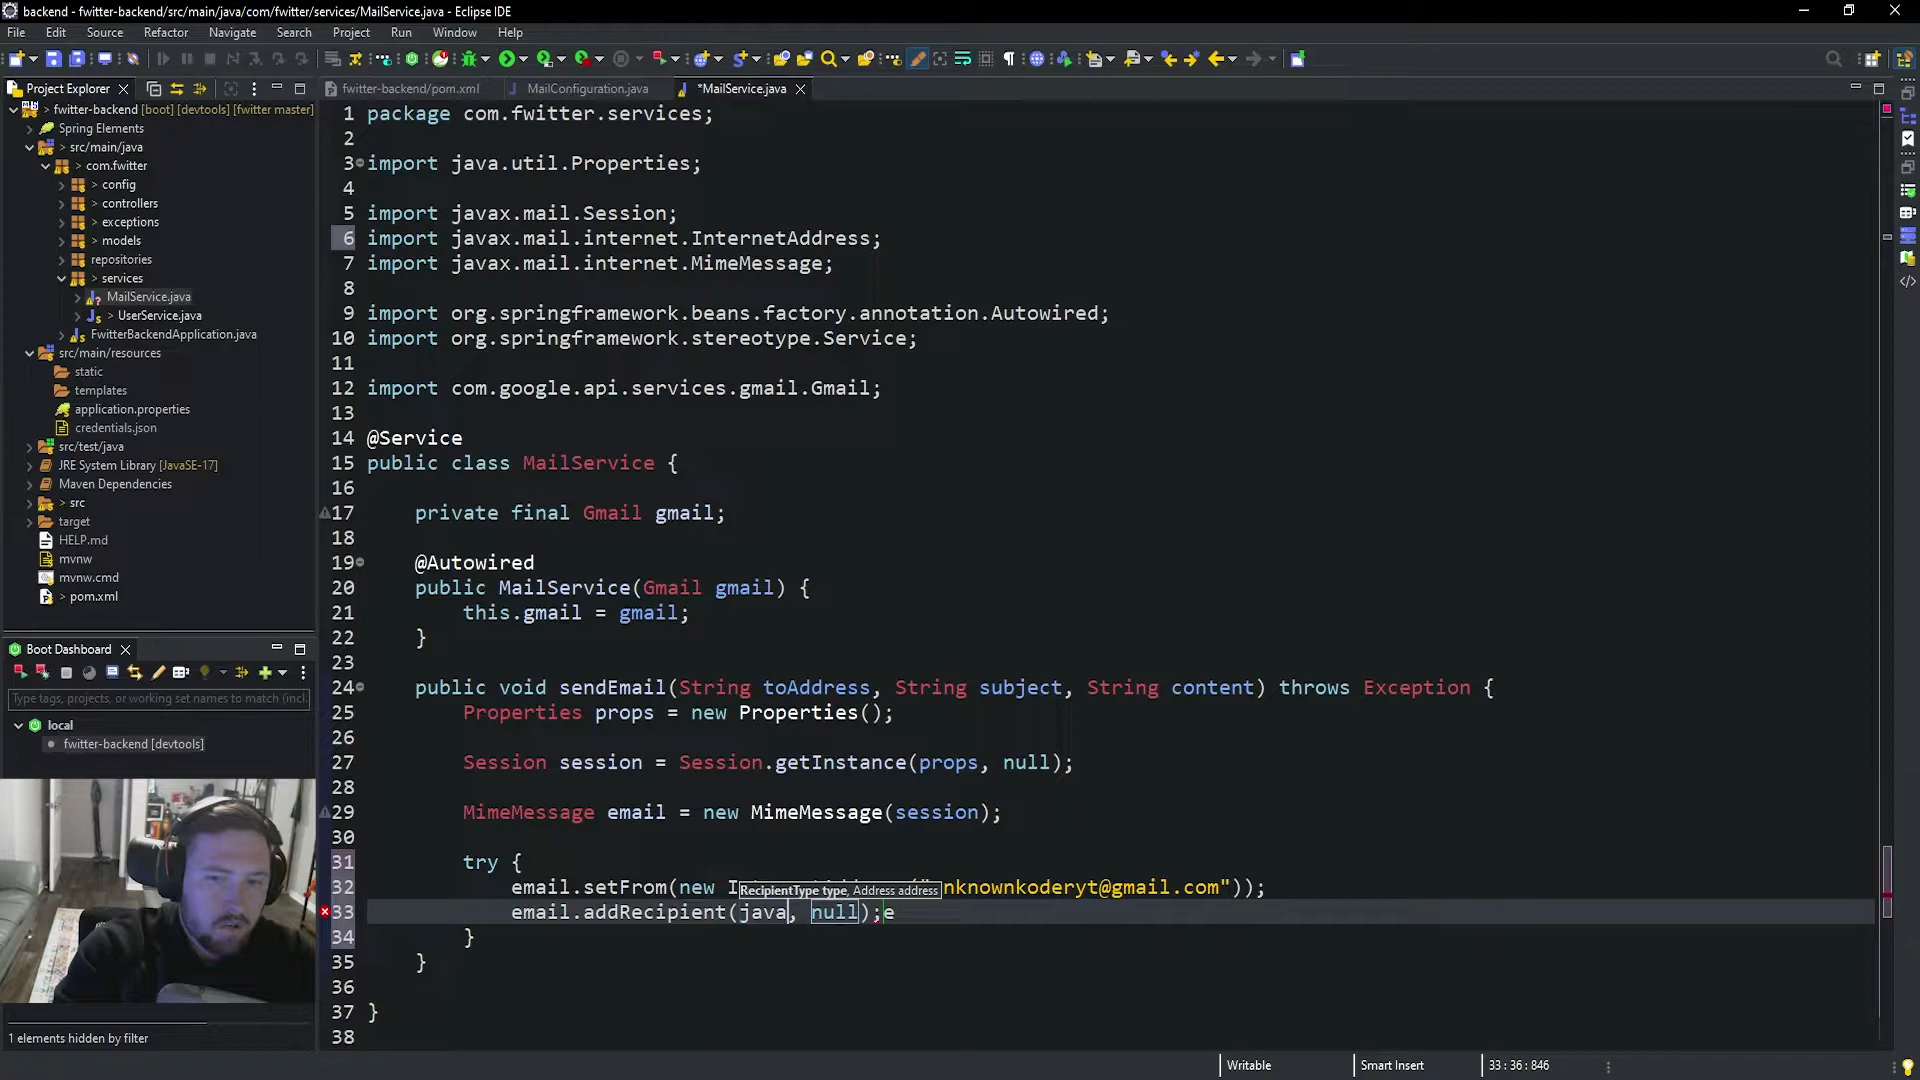 backend - fwitter-backend/src/main/java/com/fwitter/services/MailService.java - Eclipse IDE
File Edit Source Refactor Navigate Search Project Run Window Help
Project Explorer
fwitter-backend/pom.xml MailConfiguration.java *MailService.java
> fwitter-backend [boot] [devtools] [fwitter master]
Spring Elements
> src/main/java
> com.fwitter
> config
> controllers
> exceptions
> models
repositories
> services
MailService.java
> UserService.java
FwitterBackendApplication.java
src/main/resources
static
templates
application.properties
credentials.json
src/test/java
JRE System Library [JavaSE-17]
Maven Dependencies
> src
target
HELP.md
mvnw
mvnw.cmd
> pom.xml
Boot Dashboard
Type tags, projects, or working set names to match (incl.
local
fwitter-backend [devtools]
1 elements hidden by filter
1 package com.fwitter.services;
2
3 import java.util.Properties;
4
5 import javax.mail.Session;
6 import javax.mail.internet.InternetAddress;
7 import javax.mail.internet.MimeMessage;
8
9 import org.springframework.beans.factory.annotation.Autowired;
10 import org.springframework.stereotype.Service;
11
12 import com.google.api.services.gmail.Gmail;
13
14 @Service
15 public class MailService {
16
17 private final Gmail gmail;
18
19 @Autowired
20 public MailService(Gmail gmail) {
21 this.gmail = gmail;
22 }
23
24 public void sendEmail(String toAddress, String subject, String content) throws Exception {
25 Properties props = new Properties();
26
27 Session session = Session.getInstance(props, null);
28
29 MimeMessage email = new MimeMessage(session);
30
31 try {
32 email.setFrom(new I nknownkoderyt@gmail.com"));
RecipientType type, Address address
33 email.addRecipient(java, null);e
34 }
35 }
36
37 }
38
Writable Smart Insert 33 : 36 : 846